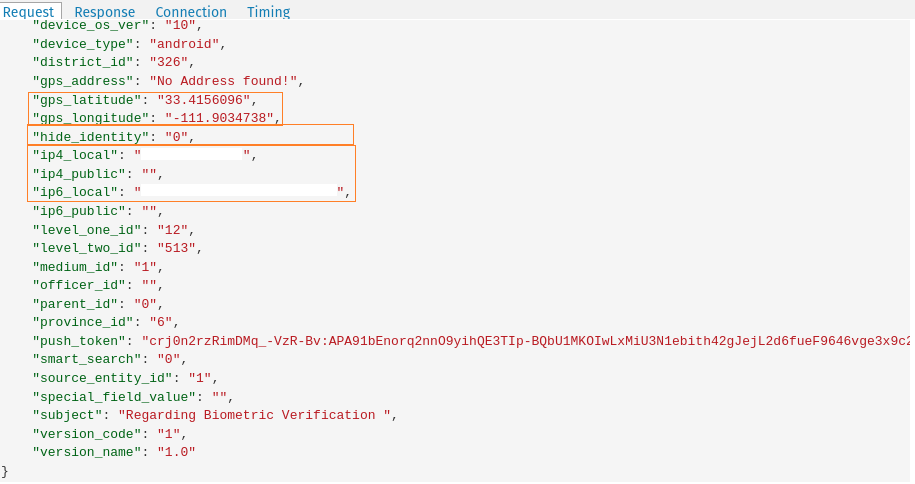 Request Response Connection Timing
"device_os_ver": "10",
"device_type": "android",
"district_id": "326",
"gps_address": "No Address found!",
"gps_latitude": "33.4156096",
"gps_longitude": "-111.9034738",
"hide_identity": "0",
"ip4_local": " ",
"ip4_public": "",
"ip6_local": " ",
"ip6_public": "",
"level_one_id": "12",
"level_two_id": "513",
"medium_id": "1",
"officer_id": "",
"parent_id": "0",
"province_id": "6",
"push_token": "crj0n2rzRimDMq_-VzR-Bv:APA91bEnorq2nnO9yihQE3TIp-BQbU1MKOIwLxMiU3N1ebith42gJejL2d6fueF9646vge3x9c2
"smart_search": "0",
"source_entity_id": "1",
"special_field_value": "",
"subject": "Regarding Biometric Verification ",
"version_code": "1",
"version_name": "1.0"
}